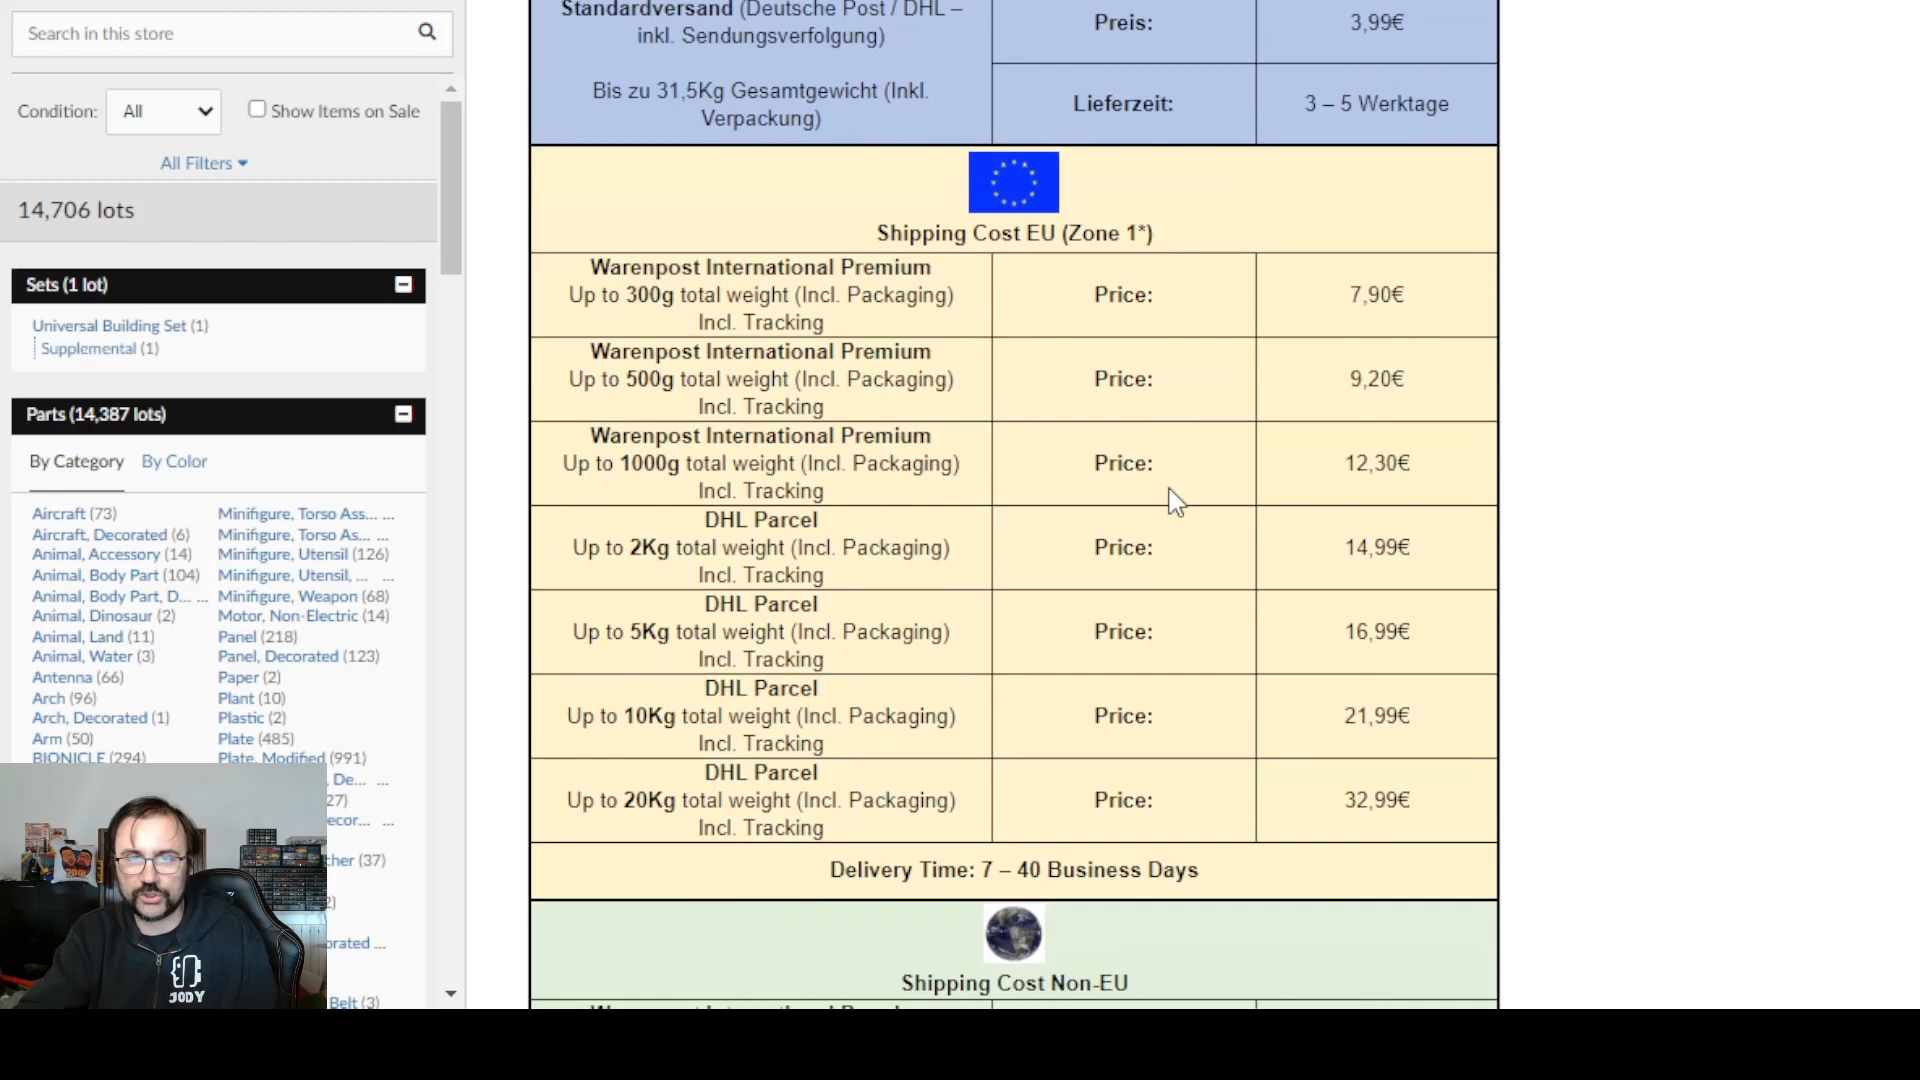 Search in this store
Condition:
All
Show Items on Sale
All Filters
14,706 lots
Sets (1 lot)
Universal Building Set (1)
Supplemental (1)
Parts (14,387 lots)
By Category
By Color
Aircraft (73)
Aircraft, Decorated (6)
Animal, Accessory (14)
Animal, Body Part (104)
Animal, Body Part, D... ...
Animal, Dinosaur (2)
Animal, Land (11)
Animal, Water (3)
Antenna (66)
Arch (96)
Arch, Decorated (1)
Arm (50)
BIONICLE (294)
Minifigure, Torso Ass... ...
Minifigure, Torso As... ...
Minifigure, Utensil (126)
Minifigure, Utensil, ... ...
Minifigure, Weapon (68)
Motor, Non-Electric (14)
Panel (218)
Panel, Decorated (123)
Paper (2)
Plant (10)
Plastic (2)
Plate (485)
Plate, Modified (991)
, De... ...
27)
ecor... ...
cher (37)
2)
orated ...
Belt (3)
JODY
Standardversand (Deutsche Post / DHL –
inkl. Sendungsverfolgung)
Bis zu 31,5Kg Gesamtgewicht (Inkl.
Verpackung)
Preis:
3,99€
Lieferzeit:
3 – 5 Werktage
Shipping Cost EU (Zone 1*)
Warenpost International Premium
Up to 300g total weight (Incl. Packaging)
Incl. Tracking
Price:
7,90€
Warenpost International Premium
Up to 500g total weight (Incl. Packaging)
Incl. Tracking
Price:
9,20€
Warenpost International Premium
Up to 1000g total weight (Incl. Packaging)
Incl. Tracking
Price:
12,30€
DHL Parcel
Up to 2Kg total weight (Incl. Packaging)
Incl. Tracking
Price:
14,99€
DHL Parcel
Up to 5Kg total weight (Incl. Packaging)
Incl. Tracking
Price:
16,99€
DHL Parcel
Up to 10Kg total weight (Incl. Packaging)
Incl. Tracking
Price:
21,99€
DHL Parcel
Up to 20Kg total weight (Incl. Packaging)
Incl. Tracking
Price:
32,99€
Delivery Time: 7 – 40 Business Days
Shipping Cost Non-EU